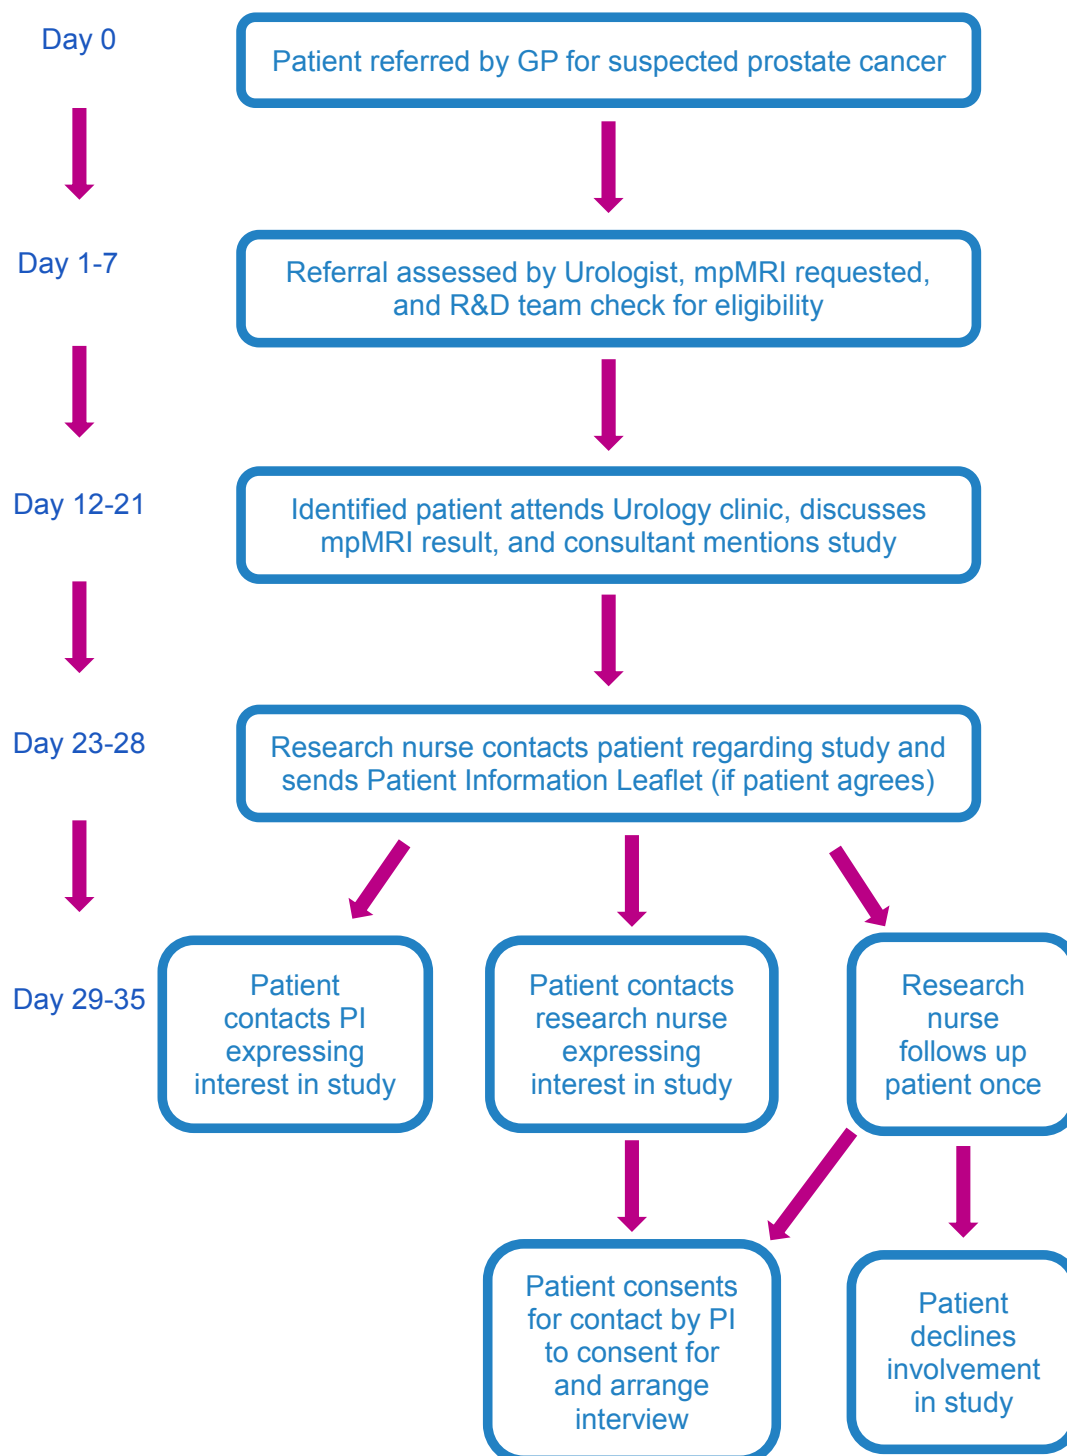 Day 0
Patient referred by GP for suspected prostate cancer
Day 1-7
Referral assessed by Urologist, mpMRI requested,
and R&D team check for eligibility
Day 12-21
Identified patient attends Urology clinic, discusses
mpMRI result, and consultant mentions study
Day 23-28
Research nurse contacts patient regarding study and
sends Patient Information Leaflet (if patient agrees)
Day 29-35
Patient
contacts PI
expressing
interest in study
Patient contacts
research nurse
expressing
interest in study
Research
nurse
follows up
patient once
Patient consents
for contact by PI
to consent for
and arrange
interview
Patient
declines
involvement
in study